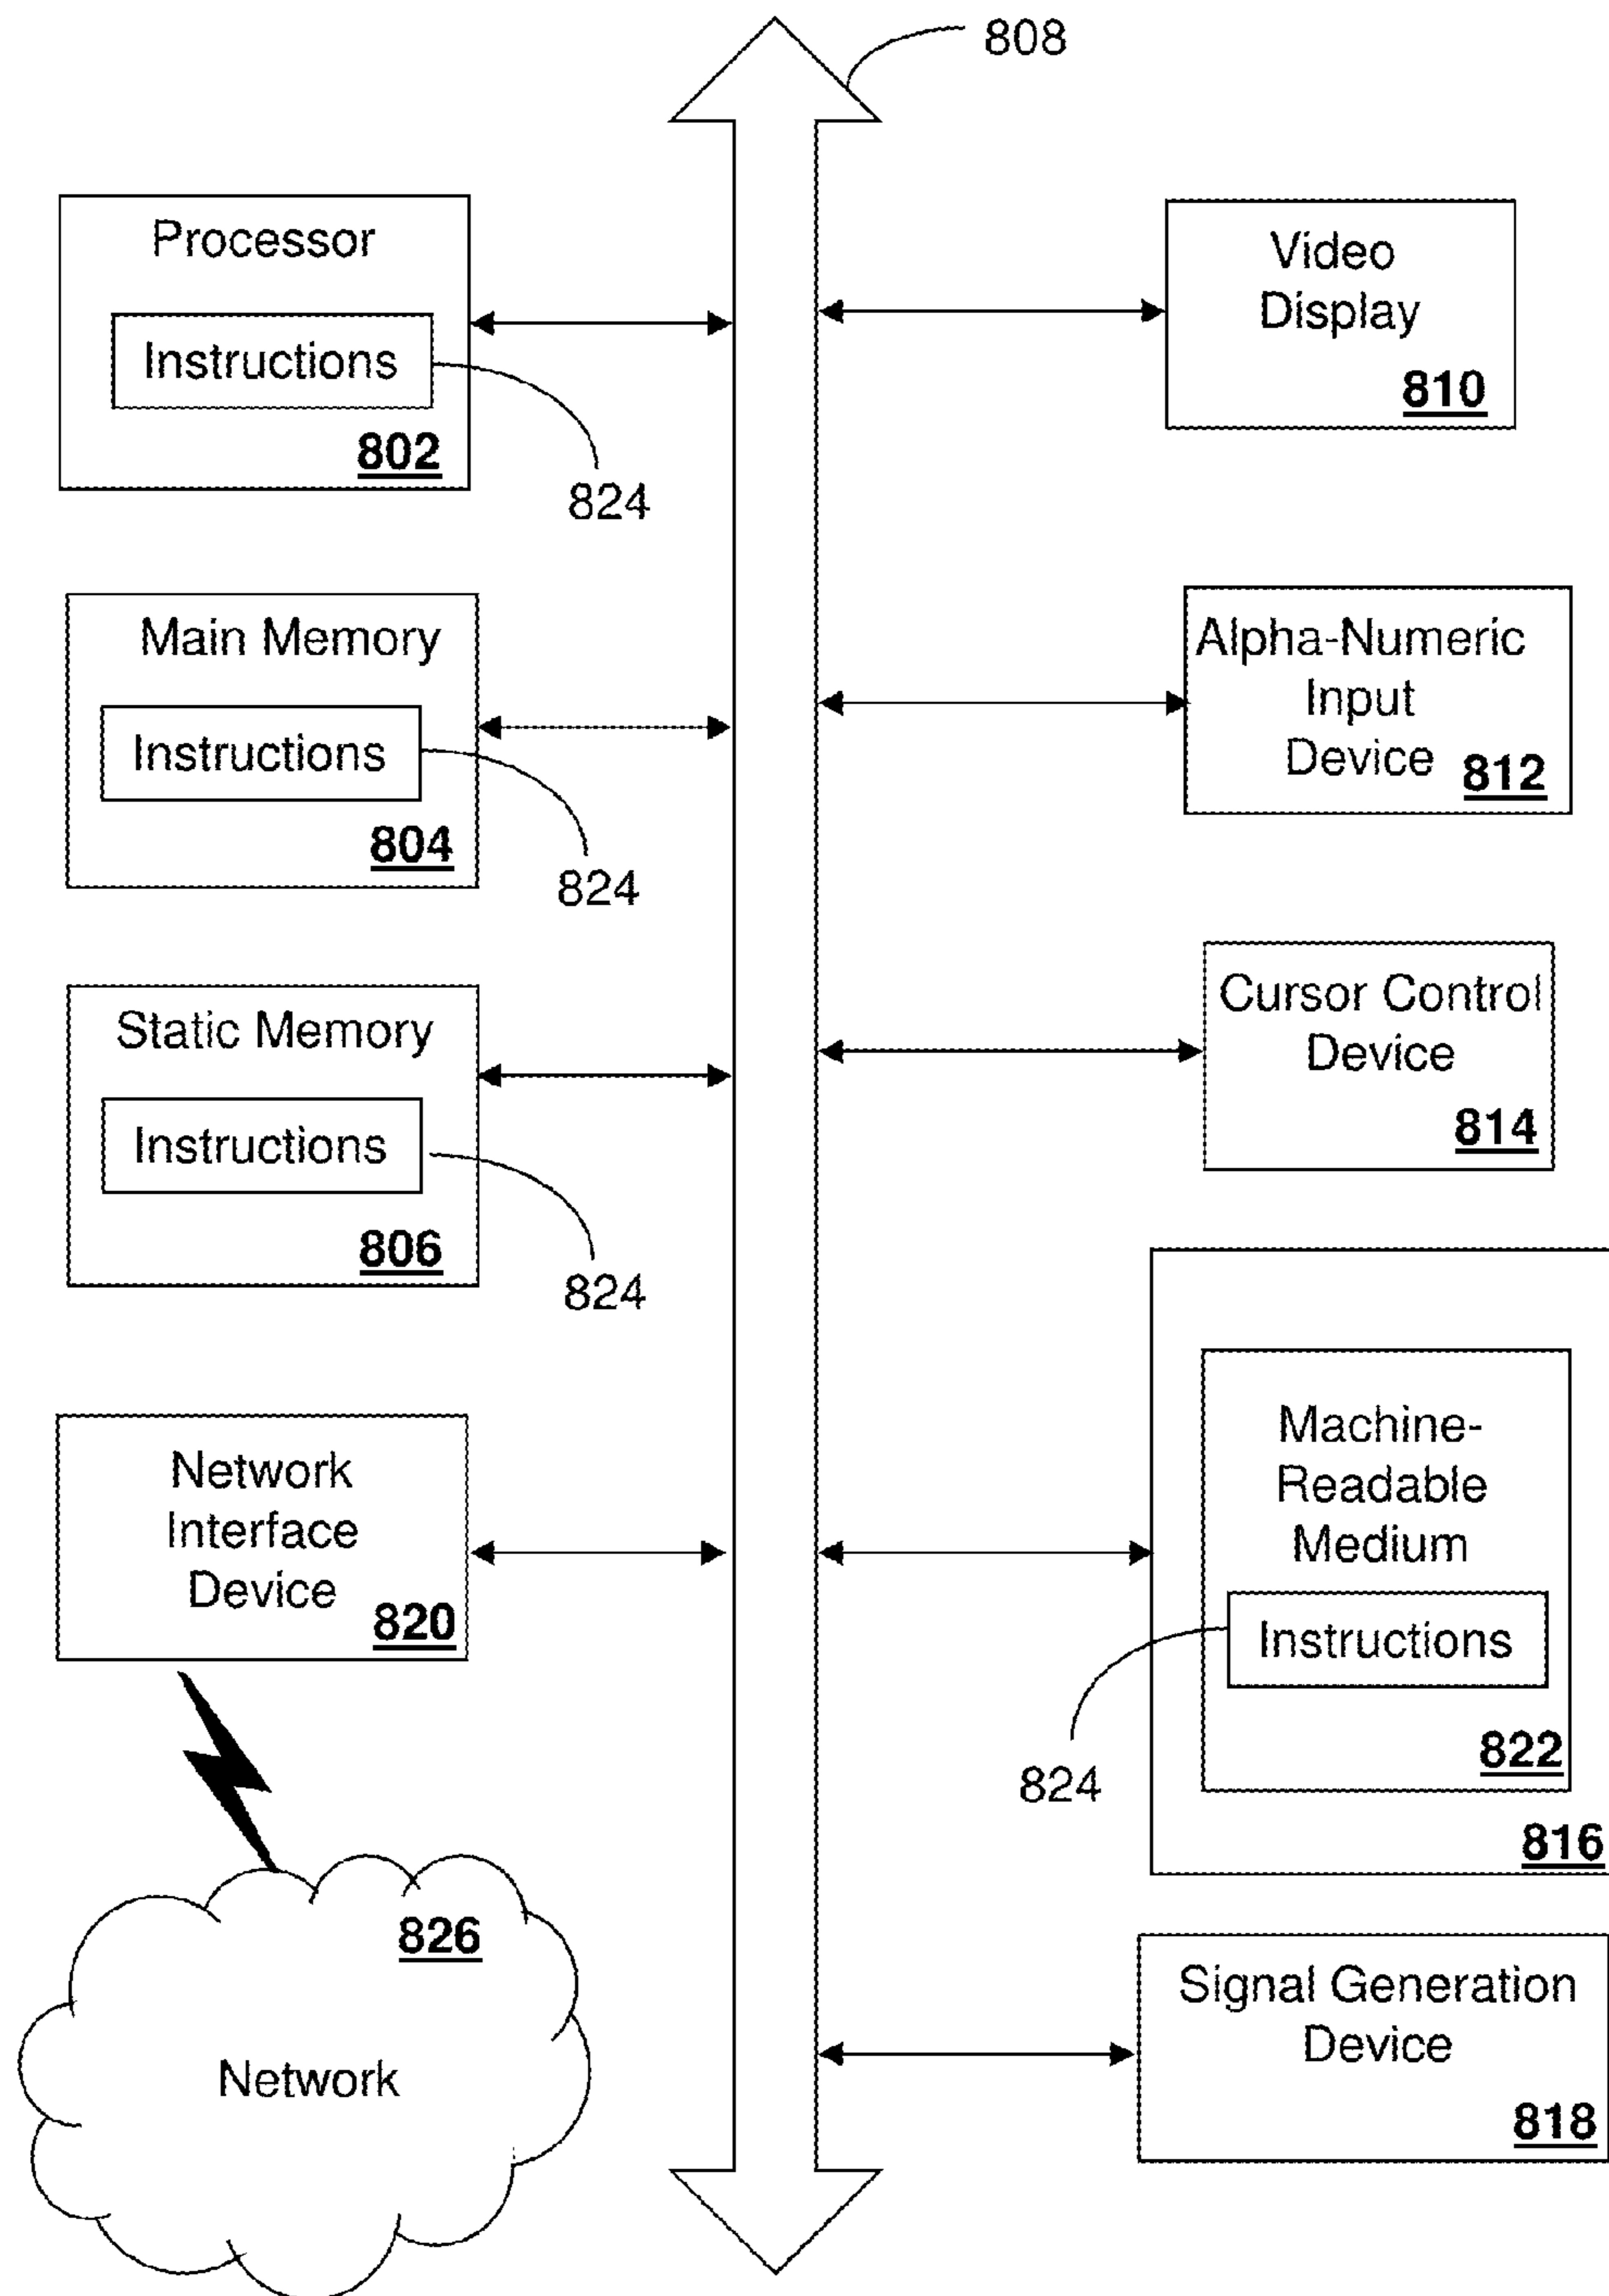 808
Processor
Instructions
802
824
Main Memory
Instructions
804
824
Static Memory
Instructions
806
824
Network
Interface
Device
820
826
Network
Video
Display
810
Alpha-Numeric
Input
Device
812
Cursor Control
Device
814
Machine-
Readable
Medium
Instructions
822
824
816
Signal Generation
Device
818